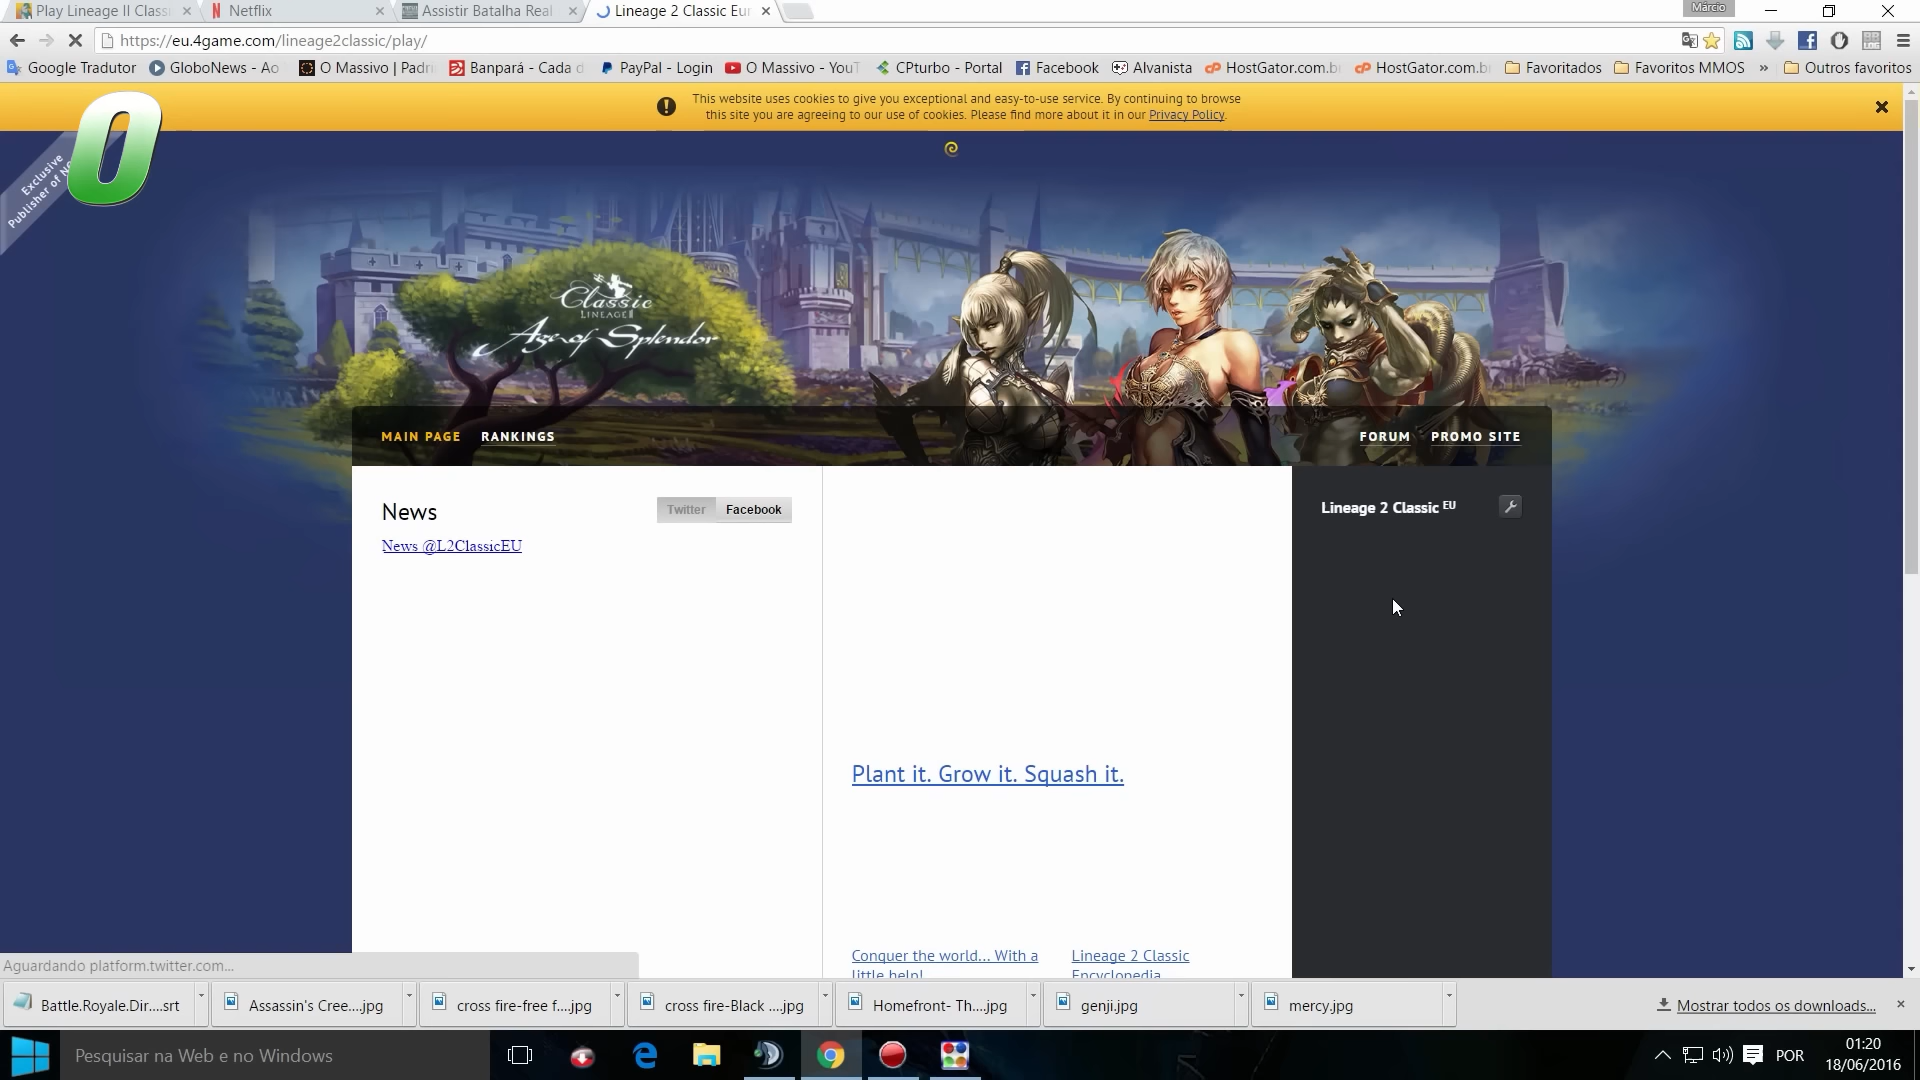 Play Lineage II Classi
Netflix
Assistir Batalha Real
Lineage 2 Classic Eur
Márcio
https://eu.4game.com/lineage2classic/play/
Google Tradutor
GloboNews - Ao
O Massivo | Padri
Banpará - Cada d
PayPal - Login
O Massivo - YouT
CPturbo - Portal
Facebook
Alvanista
HostGator.com.b
HostGator.com.b
Favoritados
Favoritos MMOS
»
Outros favoritos
This website uses cookies to give you exceptional and easy-to-use service. By continuing to browse
this site you are agreeing to our use of cookies. Please find more about it in our Privacy Policy.
Exclusive
Publisher of
O
Classic
LINEAGE II
Age of Splendor
MAIN PAGE
RANKINGS
FORUM
PROMO SITE
News
Twitter
Facebook
Lineage 2 Classic EU
News @L2ClassicEU
Plant it. Grow it. Squash it.
Conquer the world... With a
little help!
Lineage 2 Classic
Encyclopedia
Aguardando platform.twitter.com...
Battle.Royale.Dir....srt
Assassin's Cree....jpg
cross fire-free f....jpg
cross fire-Black ....jpg
Homefront- Th....jpg
genji.jpg
mercy.jpg
Mostrar todos os downloads...
Pesquisar na Web e no Windows
POR
01:20
18/06/2016